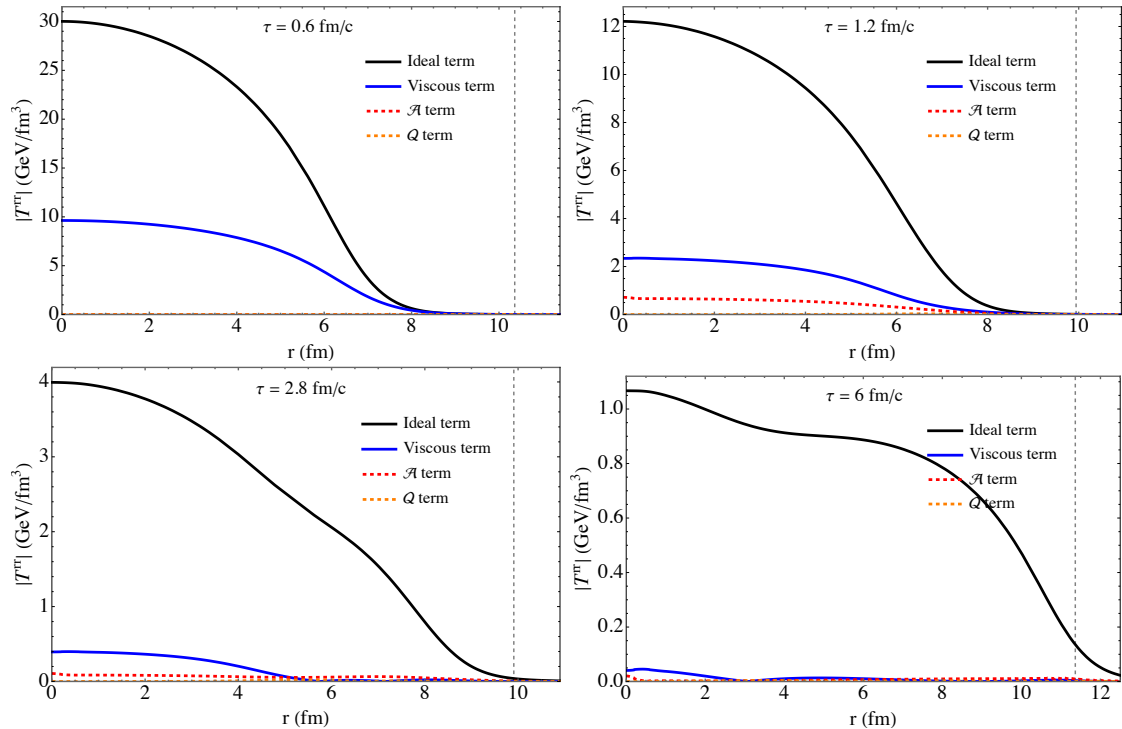 τ = 0.6 fm/c
Ideal term
Viscous term
𝒜 term
𝒬 term
|T^rr| (GeV/fm³)
0 5 10 15 20 25 30
0 2 4 6 8 10
r (fm)
τ = 1.2 fm/c
Ideal term
Viscous term
𝒜 term
𝒬 term
|T^rr| (GeV/fm³)
0 2 4 6 8 10 12
0 2 4 6 8 10
r (fm)
τ = 2.8 fm/c
Ideal term
Viscous term
𝒜 term
𝒬 term
|T^rr| (GeV/fm³)
0 1 2 3 4
0 2 4 6 8 10
r (fm)
τ = 6 fm/c
Ideal term
Viscous term
𝒜 term
𝒬 term
|T^rr| (GeV/fm³)
0.0 0.2 0.4 0.6 0.8 1.0
0 2 4 6 8 10 12
r (fm)